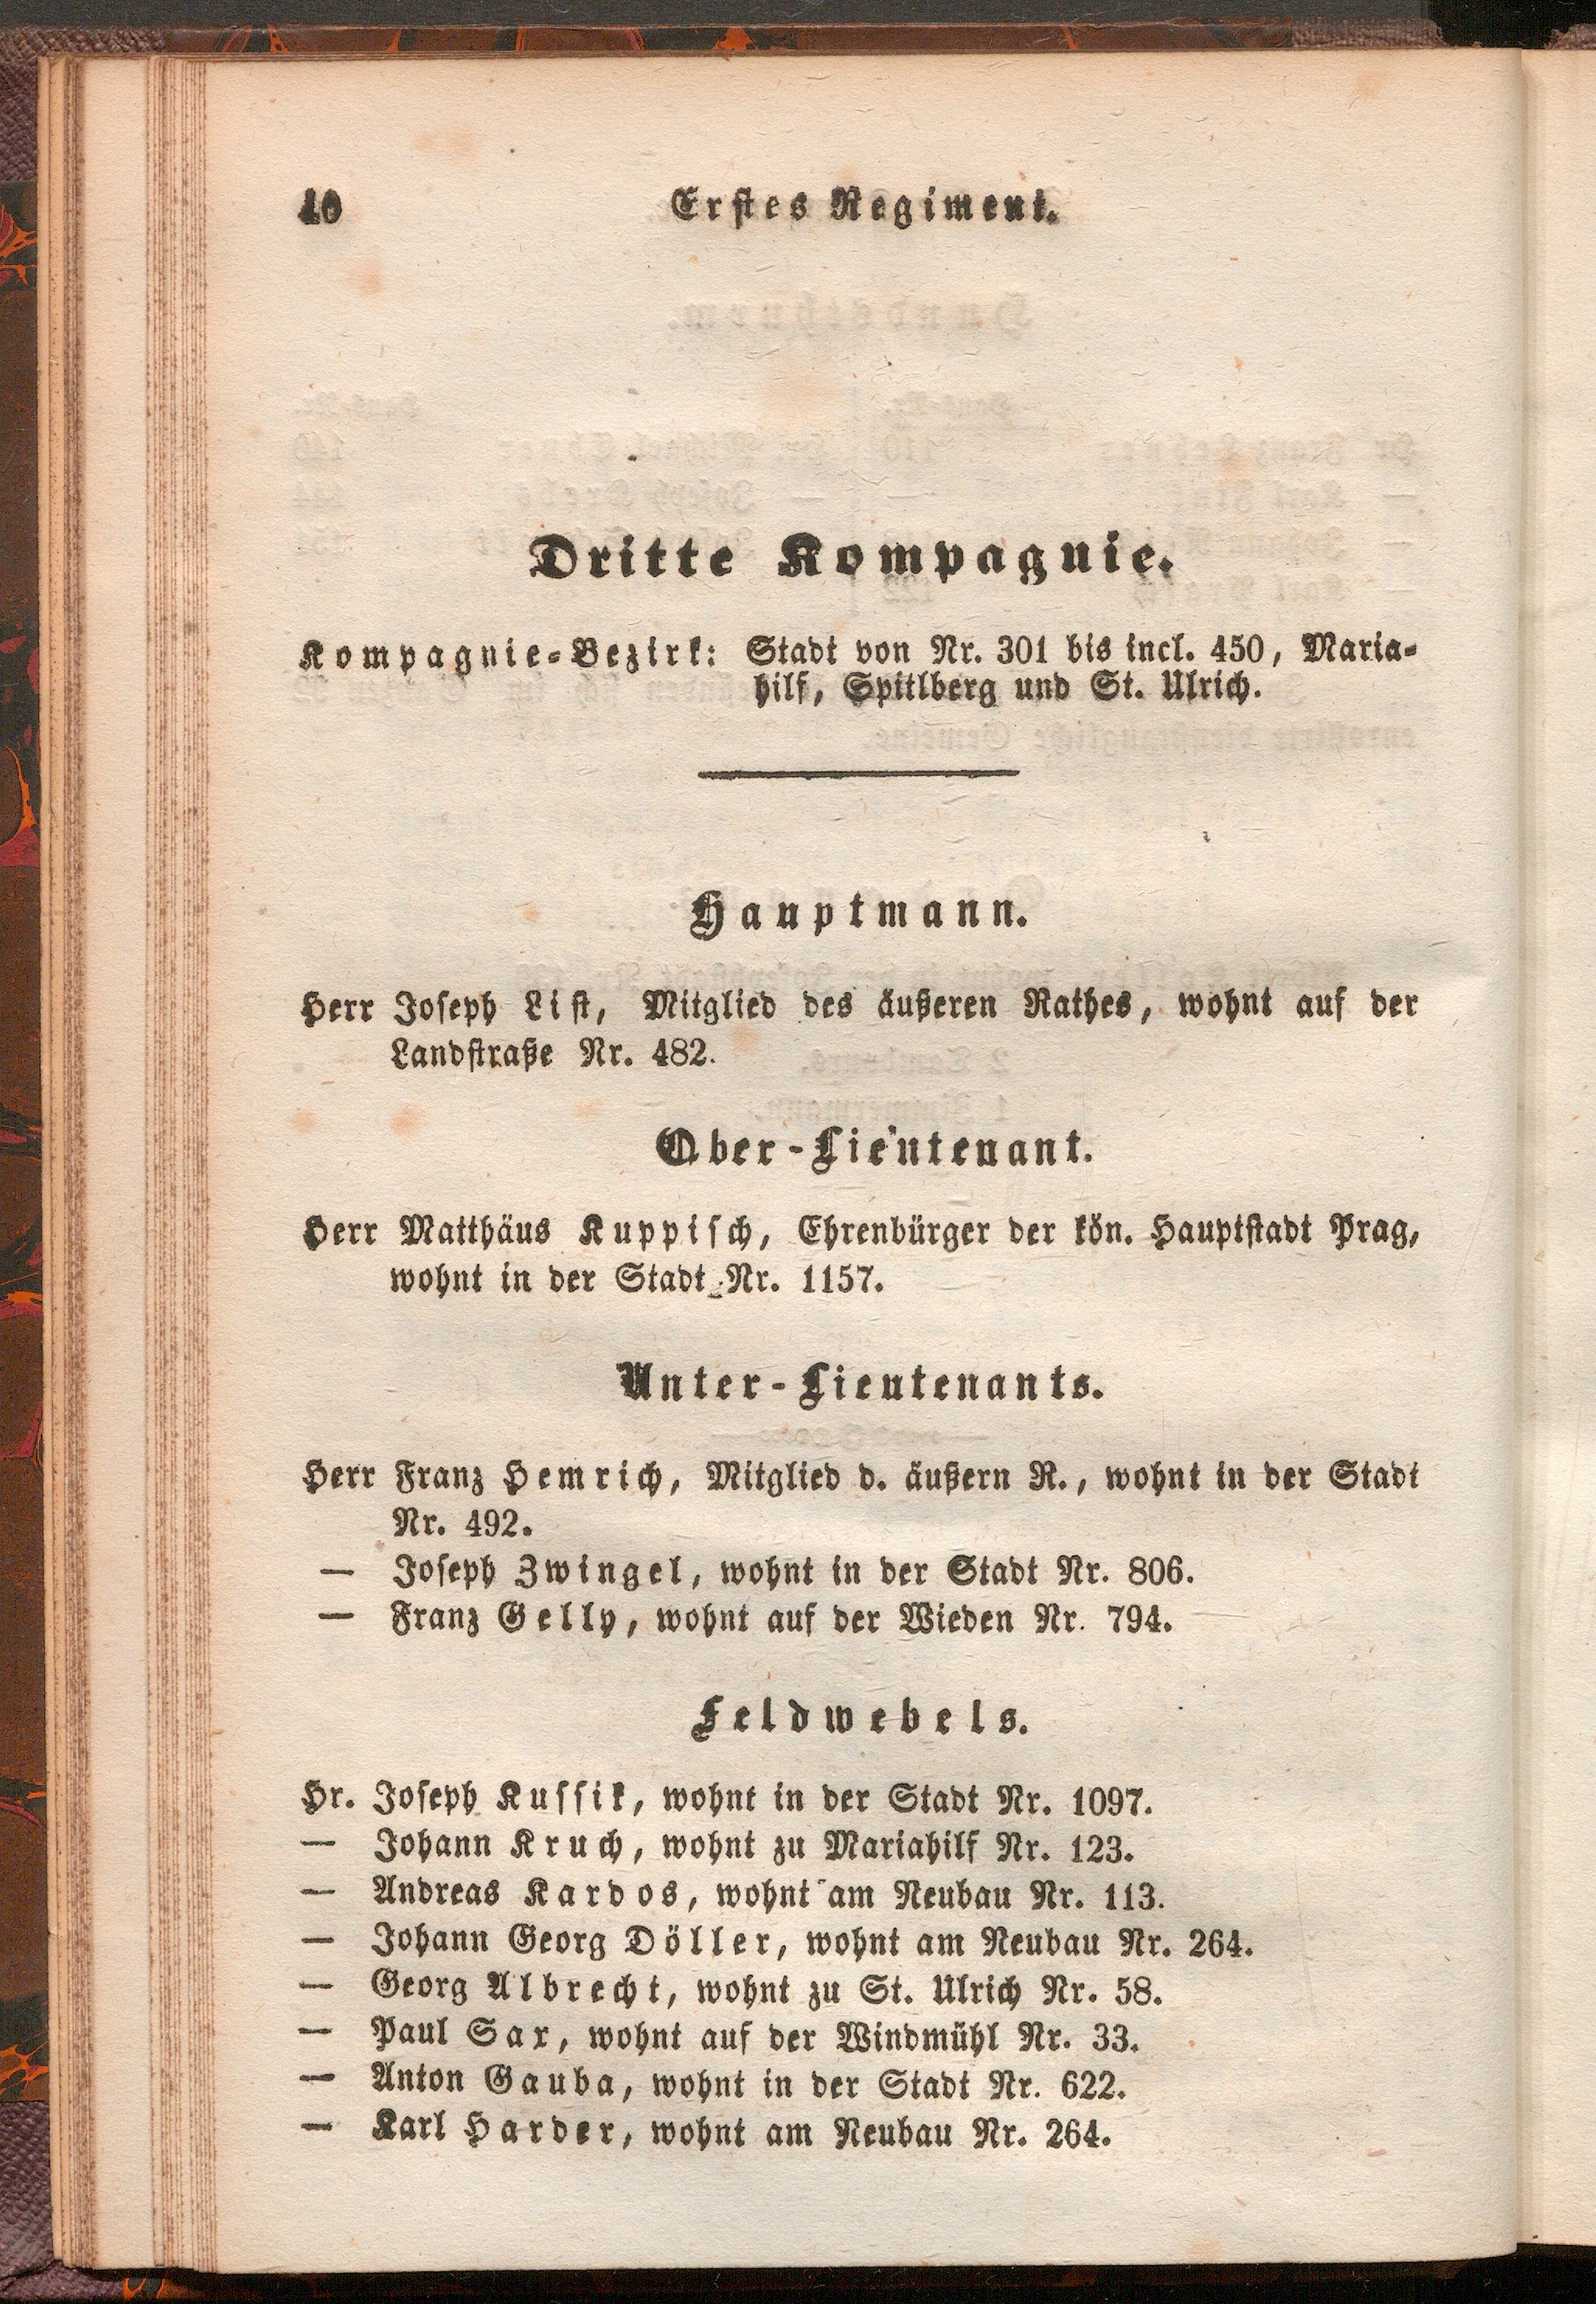 40 Erstes Regiment.
Dritte Kompagnie.
Kompagnie-Bezirk: Stadt von Nr. 301 bis incl. 450, Maria-
hilf, Spitlberg und St. Ulrich.
Hauptmann.
Herr Joseph List, Mitglied des äußeren Rathes, wohnt auf der
Landstraße Nr. 482.
Ober-Lieutenant.
Herr Matthäus Kuppisch, Ehrenbürger der kön. Hauptstadt Prag,
wohnt in der Stadt Nr. 1157.
Unter-Lieutenants.
Herr Franz Hemrich, Mitglied d. äußern R., wohnt in der Stadt
Nr. 492.
— Joseph Zwingel, wohnt in der Stadt Nr. 806.
— Franz Gelly, wohnt auf der Wieden Nr. 794.
Feldwebels.
Hr. Joseph Kussik, wohnt in der Stadt Nr. 1097.
— Johann Kruch, wohnt zu Mariahilf Nr. 123.
— Andreas Kardos, wohnt am Neubau Nr. 113.
— Johann Georg Döller, wohnt am Neubau Nr. 264.
— Georg Albrecht, wohnt zu St. Ulrich Nr. 58.
— Paul Sax, wohnt auf der Windmühl Nr. 33.
— Anton Gauba, wohnt in der Stadt Nr. 622.
— Karl Harder, wohnt am Neubau Nr. 264.